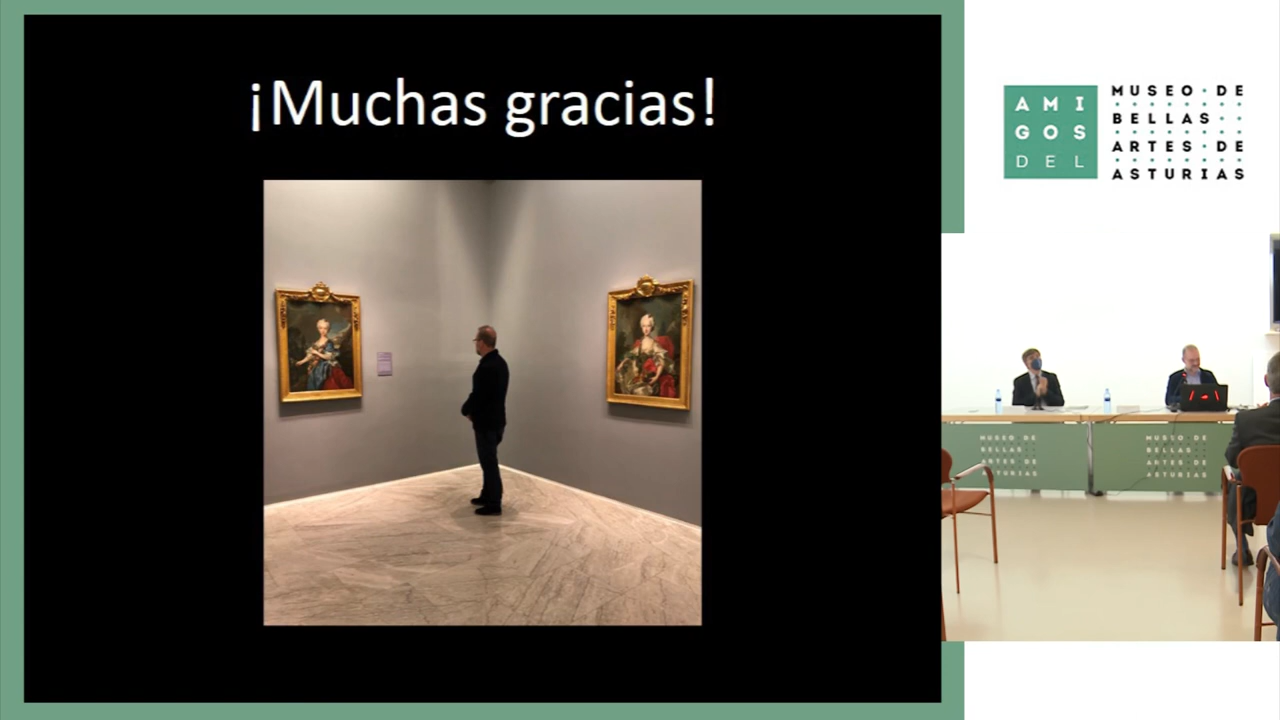 ¡Muchas gracias!
AMI
GOS
DEL
MUSEO DE
BELLAS
ARTES DE
ASTURIAS
MUSEO DE
BELLAS
ARTES DE
ASTURIAS
MUSEO DE
BELLAS
ARTES DE
ASTURIAS